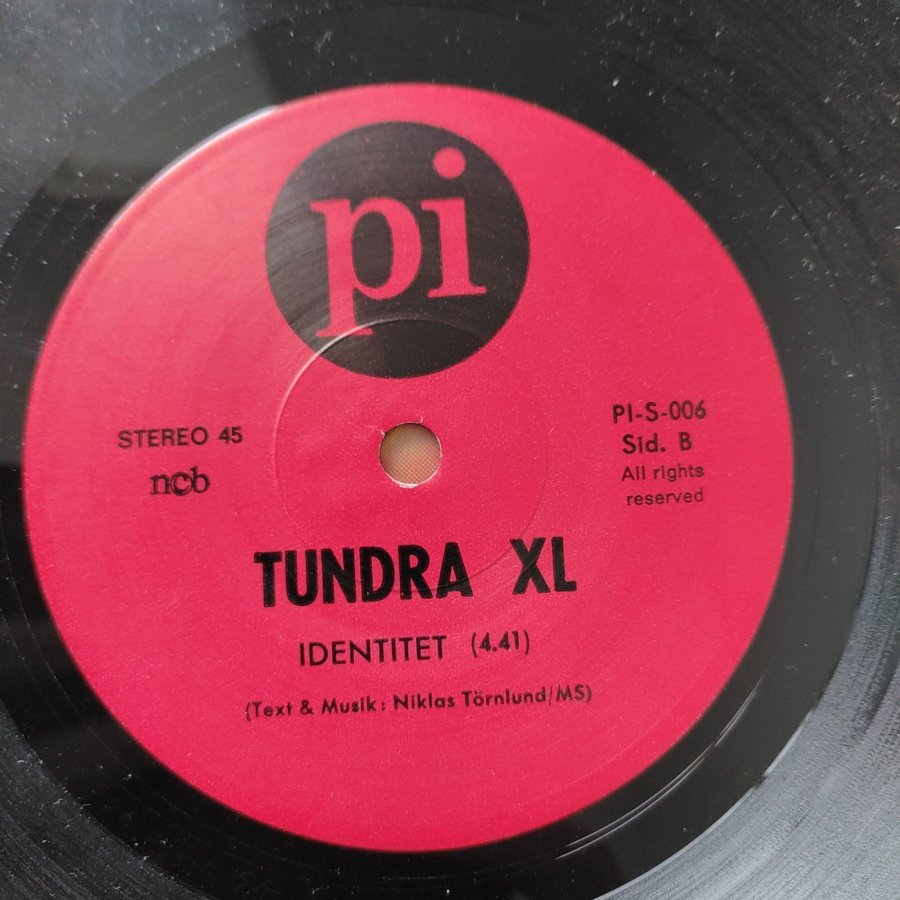 pi
STEREO 45
ncb
PI-S-006
Sid. B
All rights
reserved
TUNDRA XL
IDENTITET (4.41)
(Text & Musik: Niklas Törnlund/MS)